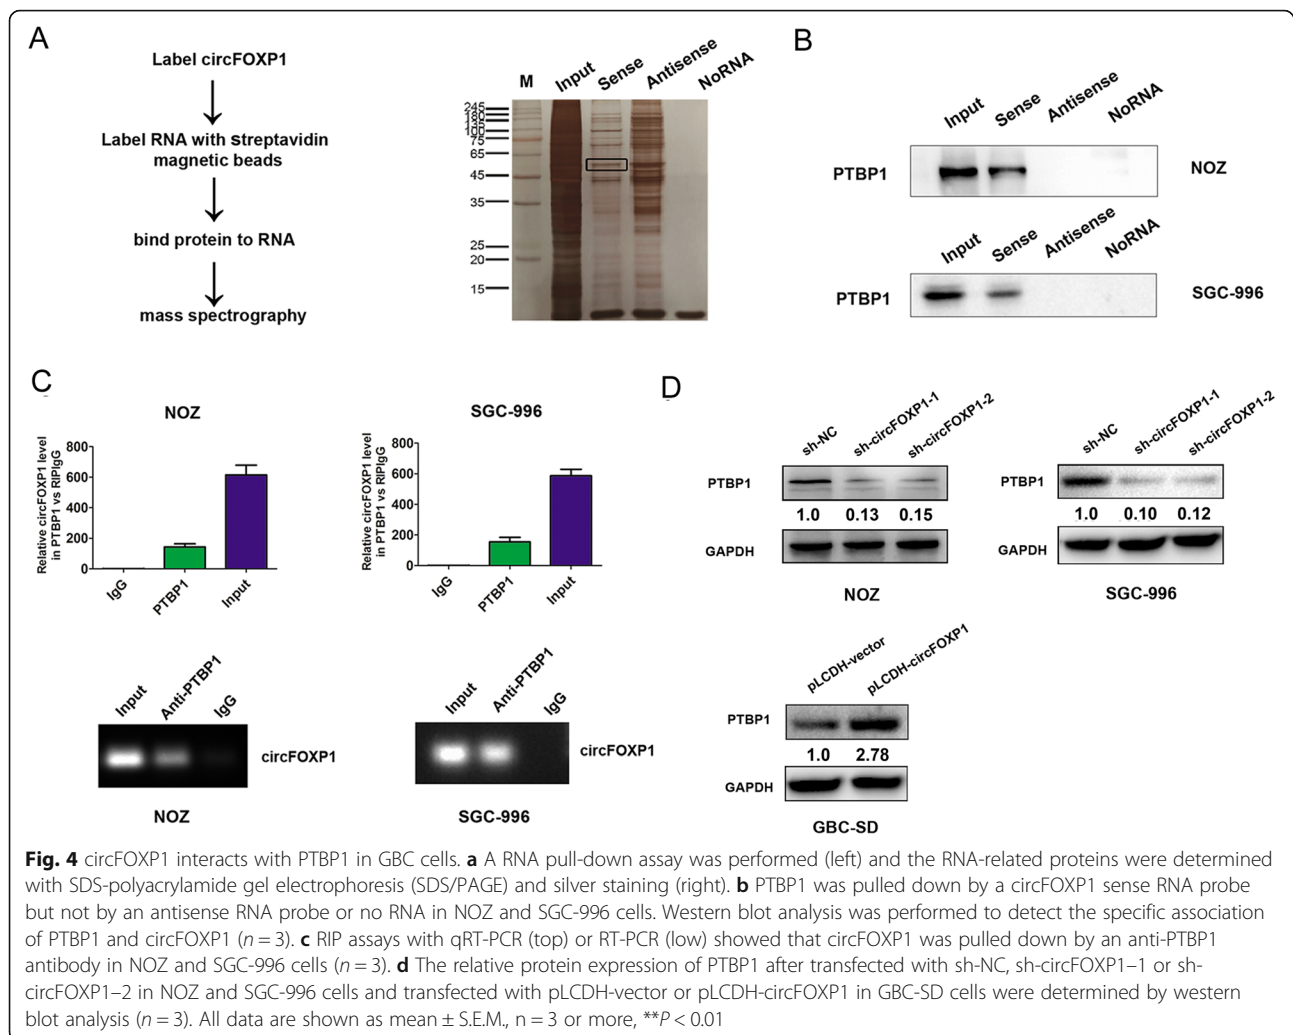 A
Label circFOXP1
Label RNA with streptavidin
magnetic beads
bind protein to RNA
mass spectrography
M Input Sense Antisense NoRNA
245
180
135
100
75
65
45
35
25
20
15
B
Input Sense Antisense NoRNA
PTBP1 NOZ
Input Sense Antisense NoRNA
PTBP1 SGC-996
C
NOZ
Relative circFOXP1 level
in PTBP1 vs RIPIgG
800
600
400
200
0
IgG PTBP1 Input
SGC-996
Relative circFOXP1 level
in PTBP1 vs RIPIgG
800
600
400
200
0
IgG PTBP1 Input
Input Anti-PTBP1 IgG
circFOXP1
NOZ
Input Anti-PTBP1 IgG
circFOXP1
SGC-996
D
sh-NC sh-circFOXP1-1 sh-circFOXP1-2
PTBP1
1.0 0.13 0.15
GAPDH
NOZ
sh-NC sh-circFOXP1-1 sh-circFOXP1-2
PTBP1
1.0 0.10 0.12
GAPDH
SGC-996
pLCDH-vector pLCDH-circFOXP1
PTBP1
1.0 2.78
GAPDH
GBC-SD
Fig. 4 circFOXP1 interacts with PTBP1 in GBC cells. a A RNA pull-down assay was performed (left) and the RNA-related proteins were determined
with SDS-polyacrylamide gel electrophoresis (SDS/PAGE) and silver staining (right). b PTBP1 was pulled down by a circFOXP1 sense RNA probe
but not by an antisense RNA probe or no RNA in NOZ and SGC-996 cells. Western blot analysis was performed to detect the specific association
of PTBP1 and circFOXP1 (n = 3). c RIP assays with qRT-PCR (top) or RT-PCR (low) showed that circFOXP1 was pulled down by an anti-PTBP1
antibody in NOZ and SGC-996 cells (n = 3). d The relative protein expression of PTBP1 after transfected with sh-NC, sh-circFOXP1–1 or sh-
circFOXP1–2 in NOZ and SGC-996 cells and transfected with pLCDH-vector or pLCDH-circFOXP1 in GBC-SD cells were determined by western
blot analysis (n = 3). All data are shown as mean ± S.E.M., n = 3 or more, **P < 0.01